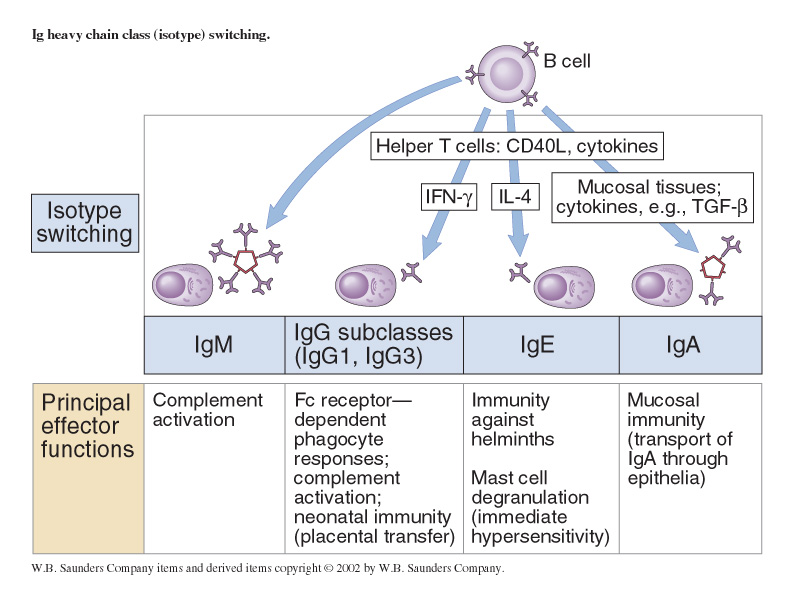 Ig heavy chain class (isotype) switching.
B cell
Helper T cells: CD40L, cytokines
IFN-γ
IL-4
Mucosal tissues;
cytokines, e.g., TGF-β
Isotype
switching
IgM
IgG subclasses
(IgG1, IgG3)
IgE
IgA
Principal
effector
functions
Complement
activation
Fc receptor—
dependent
phagocyte
responses;
complement
activation;
neonatal immunity
(placental transfer)
Immunity
against
helminths
Mast cell
degranulation
(immediate
hypersensitivity)
Mucosal
immunity
(transport of
IgA through
epithelia)
W.B. Saunders Company items and derived items copyright © 2002 by W.B. Saunders Company.